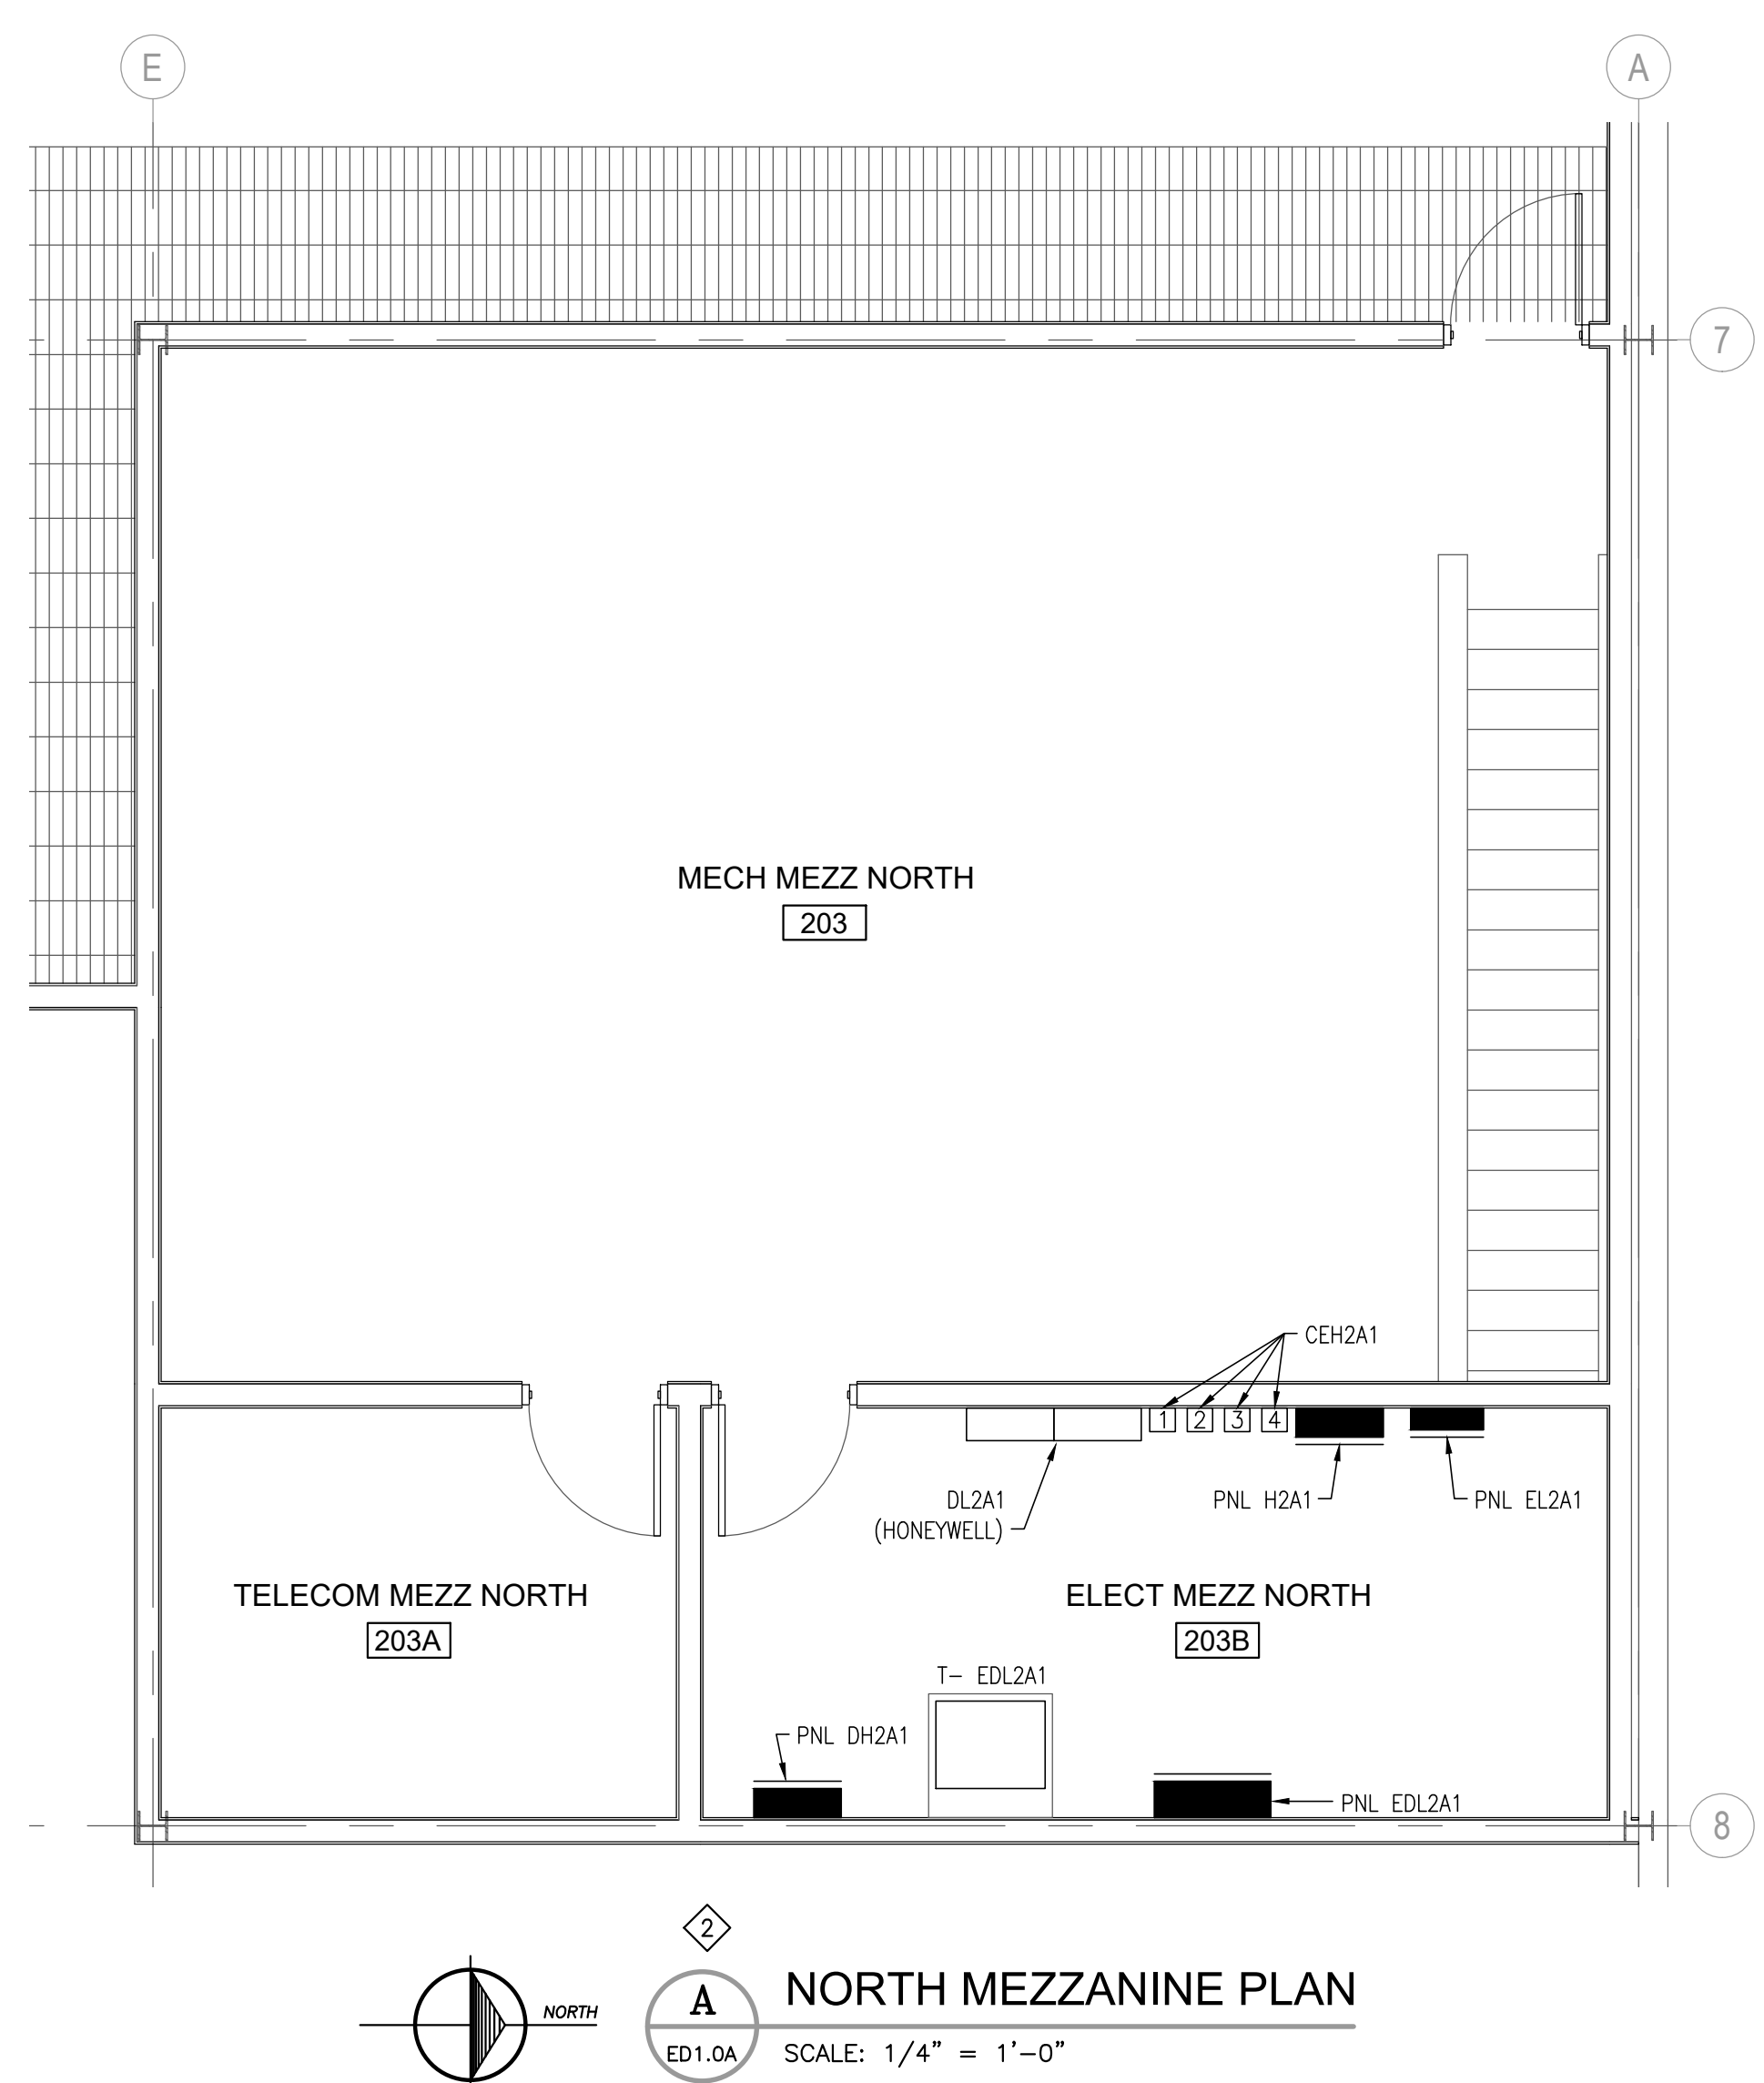 E
A
7
MECH MEZZ NORTH
203
CEH2A1
1 2 3 4
DL2A1
(HONEYWELL)
PNL H2A1
PNL EL2A1
TELECOM MEZZ NORTH
203A
ELECT MEZZ NORTH
203B
T- EDL2A1
PNL DH2A1
PNL EDL2A1
8
2
NORTH
A
ED1.0A
NORTH MEZZANINE PLAN
SCALE: 1/4" = 1'-0"